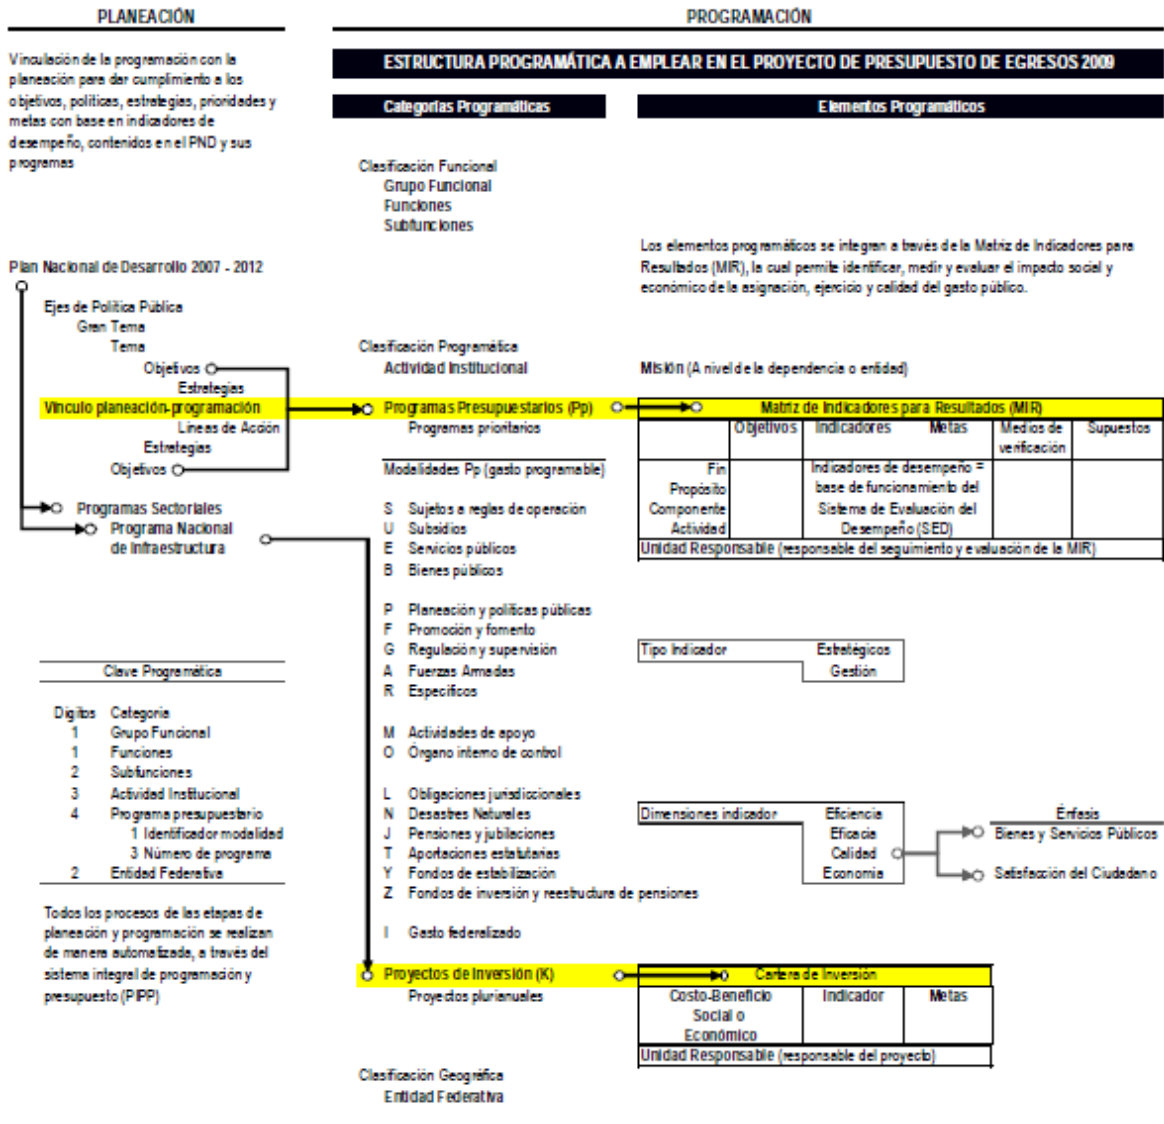 PLANEACIÓN
Vinculación de la programación con la
planeación para dar cumplimiento a los
objetivos, políticas, estrategias, prioridades y
metas con base en indicadores de
desempeño, contenidos en el PND y sus
programas
Plan Nacional de Desarrollo 2007 - 2012
Ejes de Política Pública
Gran Tema
Tema
Objetivos
Estrategias
Vínculo planeación-programación
Líneas de Acción
Estrategias
Objetivos
Programas Sectoriales
Programa Nacional
de Infraestructura
Clave Programática
Dígitos Categoría
1 Grupo Funcional
1 Funciones
2 Subfunciones
3 Actividad Institucional
4 Programa presupuestario
1 Identificador modalidad
3 Número de programa
2 Entidad Federativa
Todos los procesos de las etapas de
planeación y programación se realizan
de manera automatizada, a través del
sistema integral de programación y
presupuesto (PIPP)
PROGRAMACIÓN
ESTRUCTURA PROGRAMÁTICA A EMPLEAR EN EL PROYECTO DE PRESUPUESTO DE EGRESOS 2009
Categorías Programáticas
Clasificación Funcional
Grupo Funcional
Funciones
Subfunciones
Clasificación Programática
Actividad Institucional
Programas Presupuestarios (Pp)
Programas prioritarios
Modalidades Pp (gasto programable)
S Sujetos a reglas de operación
U Subsidios
E Servicios públicos
B Bienes públicos
P Planeación y políticas públicas
F Promoción y fomento
G Regulación y supervisión
A Fuerzas Armadas
R Específicos
M Actividades de apoyo
O Órgano interno de control
L Obligaciones jurisdiccionales
N Desastres Naturales
J Pensiones y jubilaciones
T Aportaciones estatutarias
Y Fondos de estabilización
Z Fondos de inversión y reestructura de pensiones
I Gasto federalizado
Proyectos de Inversión (K)
Proyectos plurianuales
Clasificación Geográfica
Entidad Federativa
Elementos Programáticos
Los elementos programáticos se integran a través de la Matriz de Indicadores para
Resultados (MIR), la cual permite identificar, medir y evaluar el impacto social y
económico de la asignación, ejercicio y calidad del gasto público.
Misión (A nivel de la dependencia o entidad)
Matriz de Indicadores para Resultados (MIR)
Objetivos Indicadores Metas Medios de Supuestos
verificación
Fin Indicadores de desempeño =
Propósito base de funcionamiento del
Componente Sistema de Evaluación del
Actividad Desempeño (SED)
Unidad Responsable (responsable del seguimiento y evaluación de la MIR)
Tipo Indicador Estratégicos
Gestión
Dimensiones indicador Eficiencia
Eficacia
Calidad
Economía
Énfasis
Bienes y Servicios Públicos
Satisfacción del Ciudadano
Cartera de Inversión
Costo-Beneficio Indicador Metas
Social o
Económico
Unidad Responsable (responsable del proyecto)